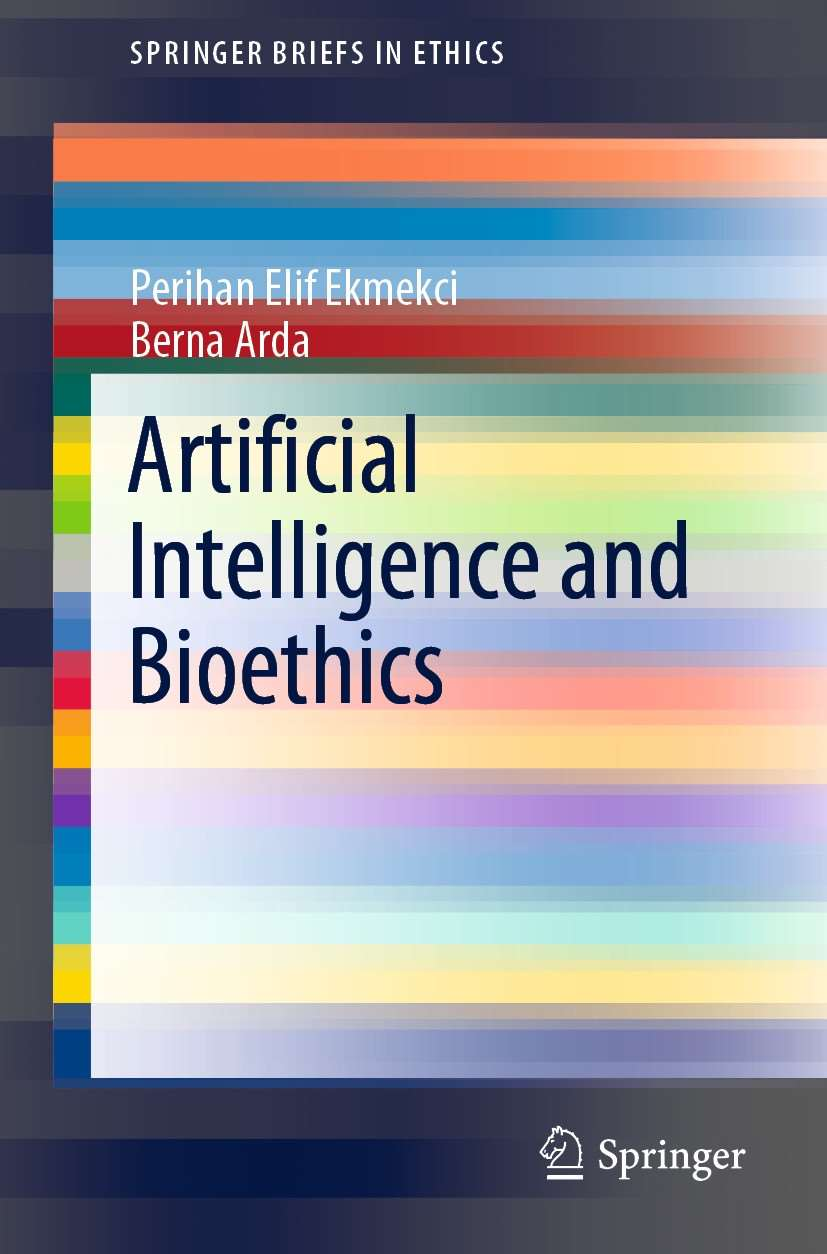 SPRINGER BRIEFS IN ETHICS
Perihan Elif Ekmekci
Berna Arda
Artificial
Intelligence and
Bioethics
Springer